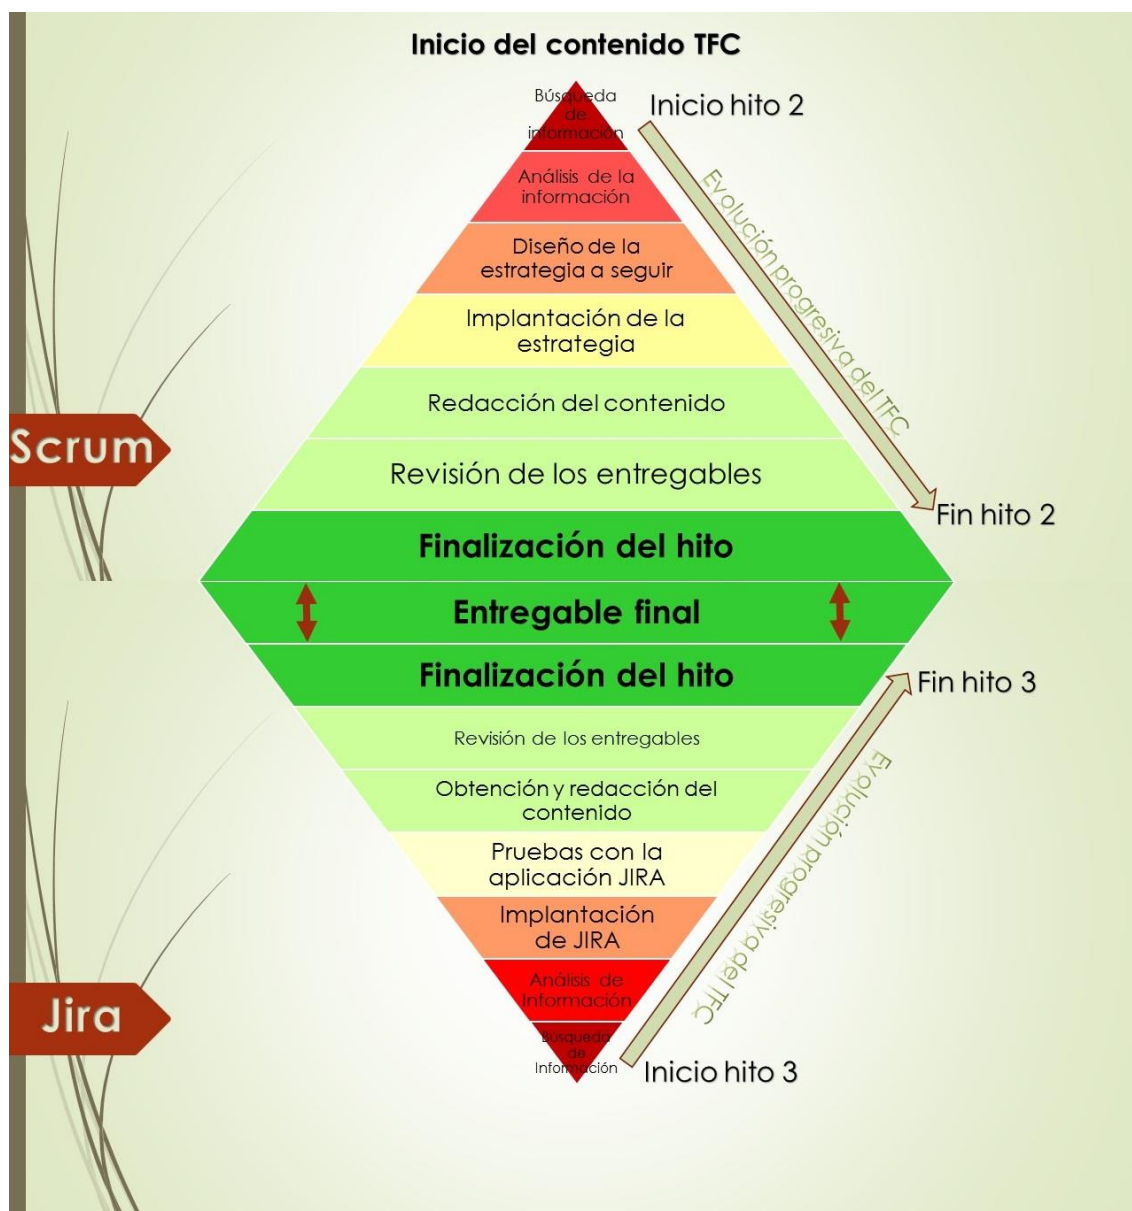 Inicio del contenido TFC
Búsqueda
de
información
Inicio hito 2
Análisis de la
información
Evolución progresiva del TFC
Diseño de la
estrategia a seguir
Implantación de la
estrategia
Redacción del contenido
Scrum
Revisión de los entregables
Fin hito 2
Finalización del hito
Entregable final
Finalización del hito
Fin hito 3
Revisión de los entregables
Obtención y redacción del
contenido
Evolución progresiva del TFC
Pruebas con la
aplicación JIRA
Implantación
de JIRA
Análisis de
Información
Jira
Búsqueda
de
Información
Inicio hito 3